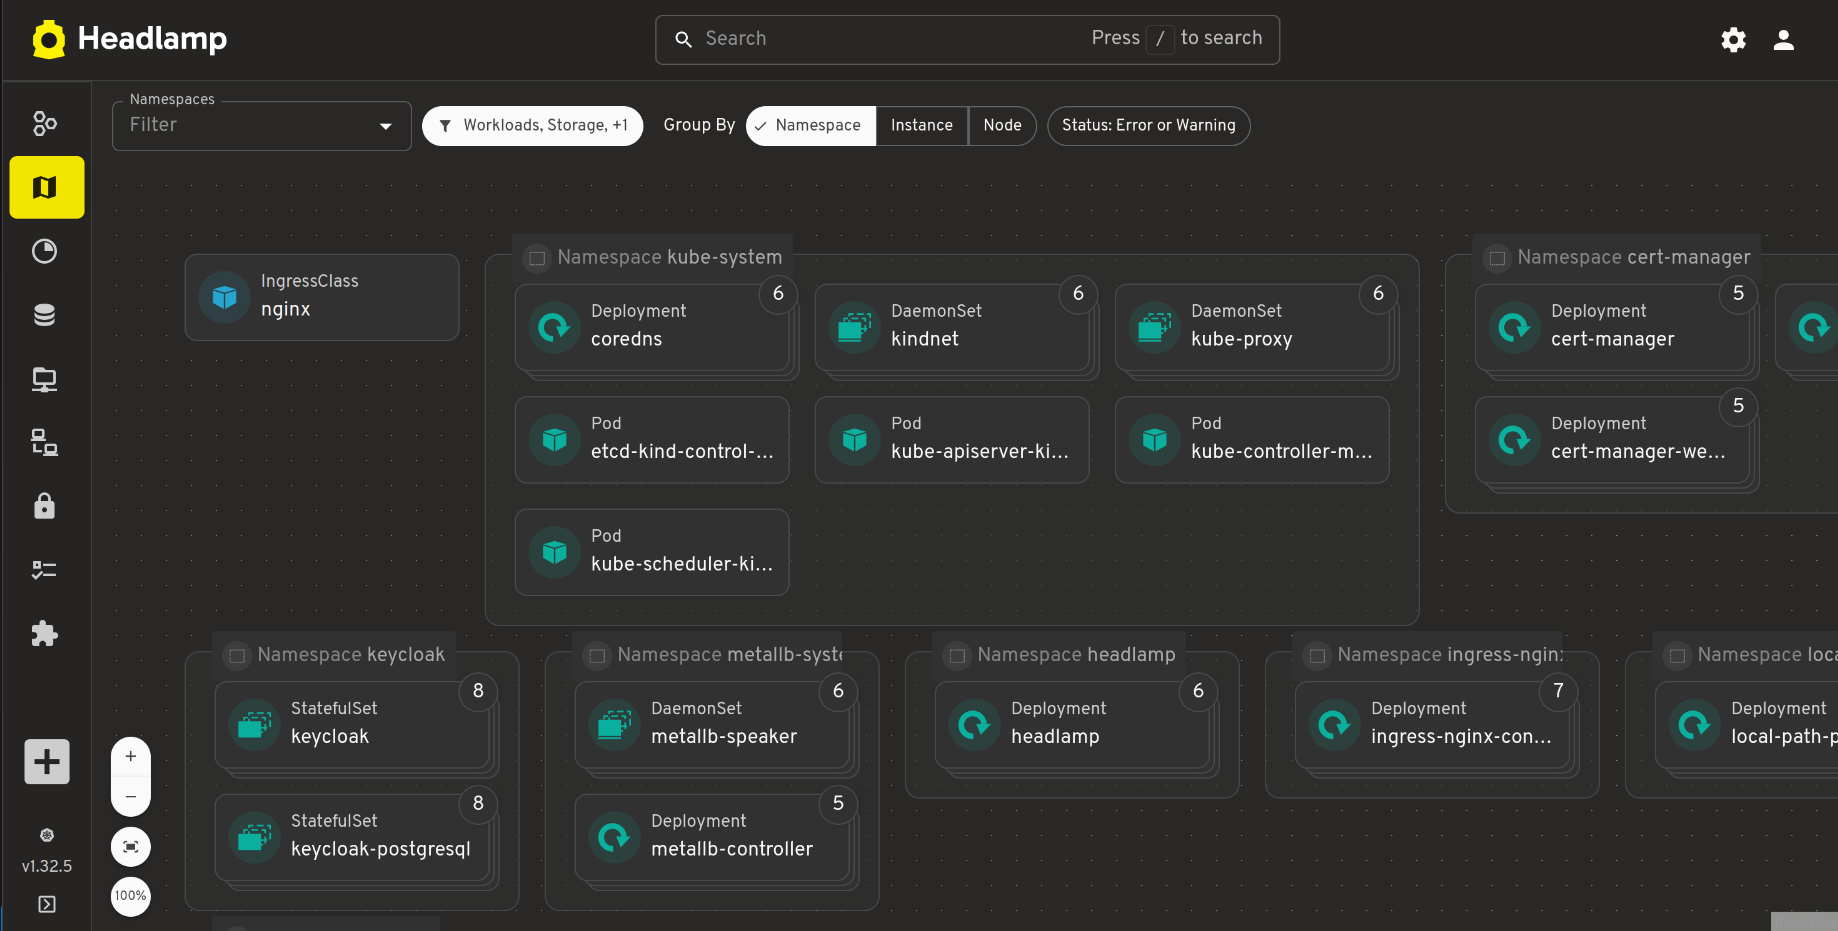 Headlamp
Search
Press / to search
Namespaces
Filter
Workloads, Storage, +1
Group By
Namespace
Instance
Node
Status: Error or Warning
IngressClass
nginx
Namespace kube-system
6
Deployment
coredns
6
DaemonSet
kindnet
6
DaemonSet
kube-proxy
Pod
etcd-kind-control-...
Pod
kube-apiserver-ki...
Pod
kube-controller-m...
Pod
kube-scheduler-ki...
Namespace cert-manager
5
Deployment
cert-manager
5
Deployment
cert-manager-we...
Namespace keycloak
8
StatefulSet
keycloak
8
StatefulSet
keycloak-postgresql
Namespace metallb-syst
6
DaemonSet
metallb-speaker
5
Deployment
metallb-controller
Namespace headlamp
6
Deployment
headlamp
Namespace ingress-ngin
7
Deployment
ingress-nginx-con...
Namespace loc
Deployment
local-path-p
+
−
100%
v1.32.5